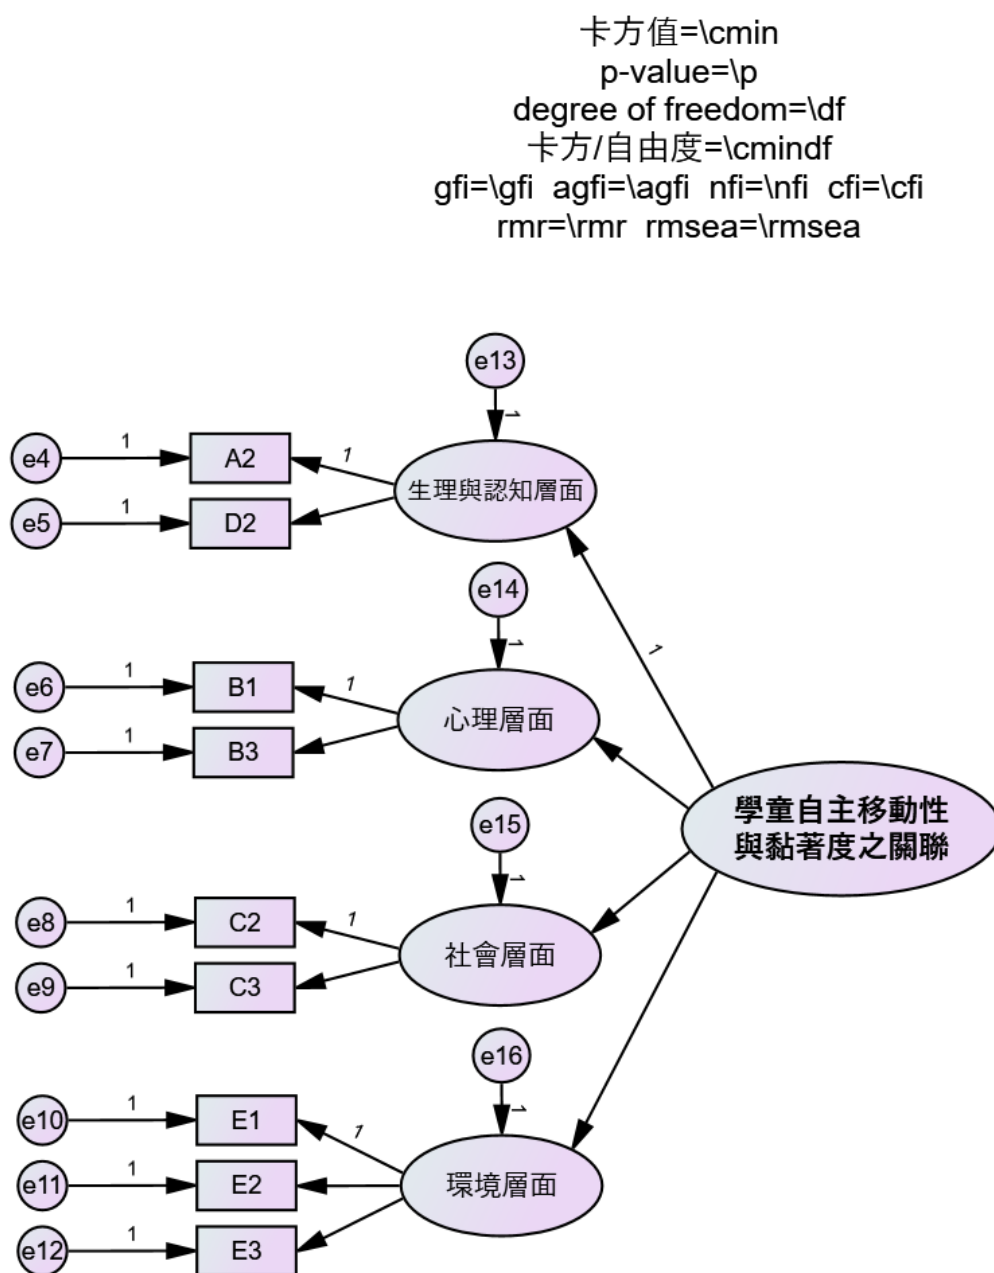 卡方值=\cmin
p-value=\p
degree of freedom=\df
卡方/自由度=\cmindf
gfi=\gfi agfi=\agfi nfi=\nfi cfi=\cfi
rmr=\rmr rmsea=\rmsea
e13
1
e4
1
A2
1
生理與認知層面
e5
1
D2
e14
1
1
e6
1
B1
1
心理層面
e7
1
B3
學童自主移動性
與黏著度之關聯
e15
1
e8
1
C2
1
社會層面
e9
1
C3
e16
1
e10
1
E1
1
e11
1
E2
環境層面
e12
1
E3